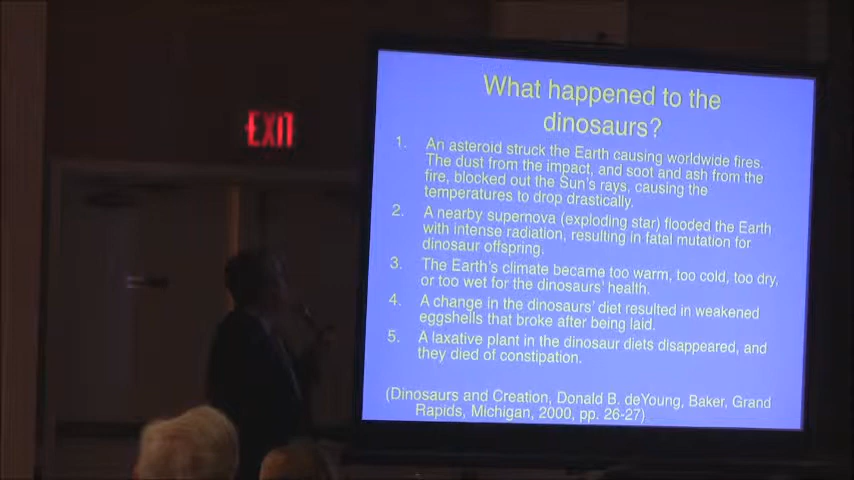 What happened to the
dinosaurs?
EXIT
1. An asteroid struck the Earth causing worldwide fires.
The dust from the impact, and soot and ash from the
fire, blocked out the Sun's rays, causing the
temperatures to drop drastically.
2. A nearby supernova (exploding star) flooded the Earth
with intense radiation, resulting in fatal mutation for
dinosaur offspring.
3. The Earth's climate became too warm, too cold, too dry,
or too wet for the dinosaurs' health.
4. A change in the dinosaurs' diet resulted in weakened
eggshells that broke after being laid.
5. A laxative plant in the dinosaur diets disappeared, and
they died of constipation.
(Dinosaurs and Creation, Donald B. deYoung, Baker, Grand
Rapids, Michigan, 2000, pp. 26-27)